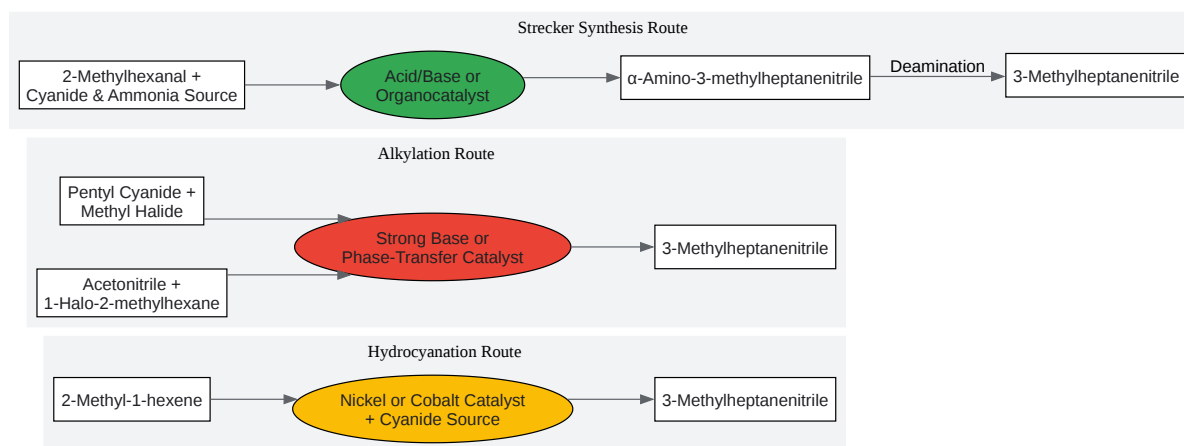 Strecker Synthesis Route
2-Methylhexanal +
Cyanide & Ammonia Source
Acid/Base or
Organocatalyst
α-Amino-3-methylheptanenitrile
Deamination
3-Methylheptanenitrile
Alkylation Route
Pentyl Cyanide +
Methyl Halide
Acetonitrile +
1-Halo-2-methylhexane
Strong Base or
Phase-Transfer Catalyst
3-Methylheptanenitrile
Hydrocyanation Route
2-Methyl-1-hexene
Nickel or Cobalt Catalyst
+ Cyanide Source
3-Methylheptanenitrile